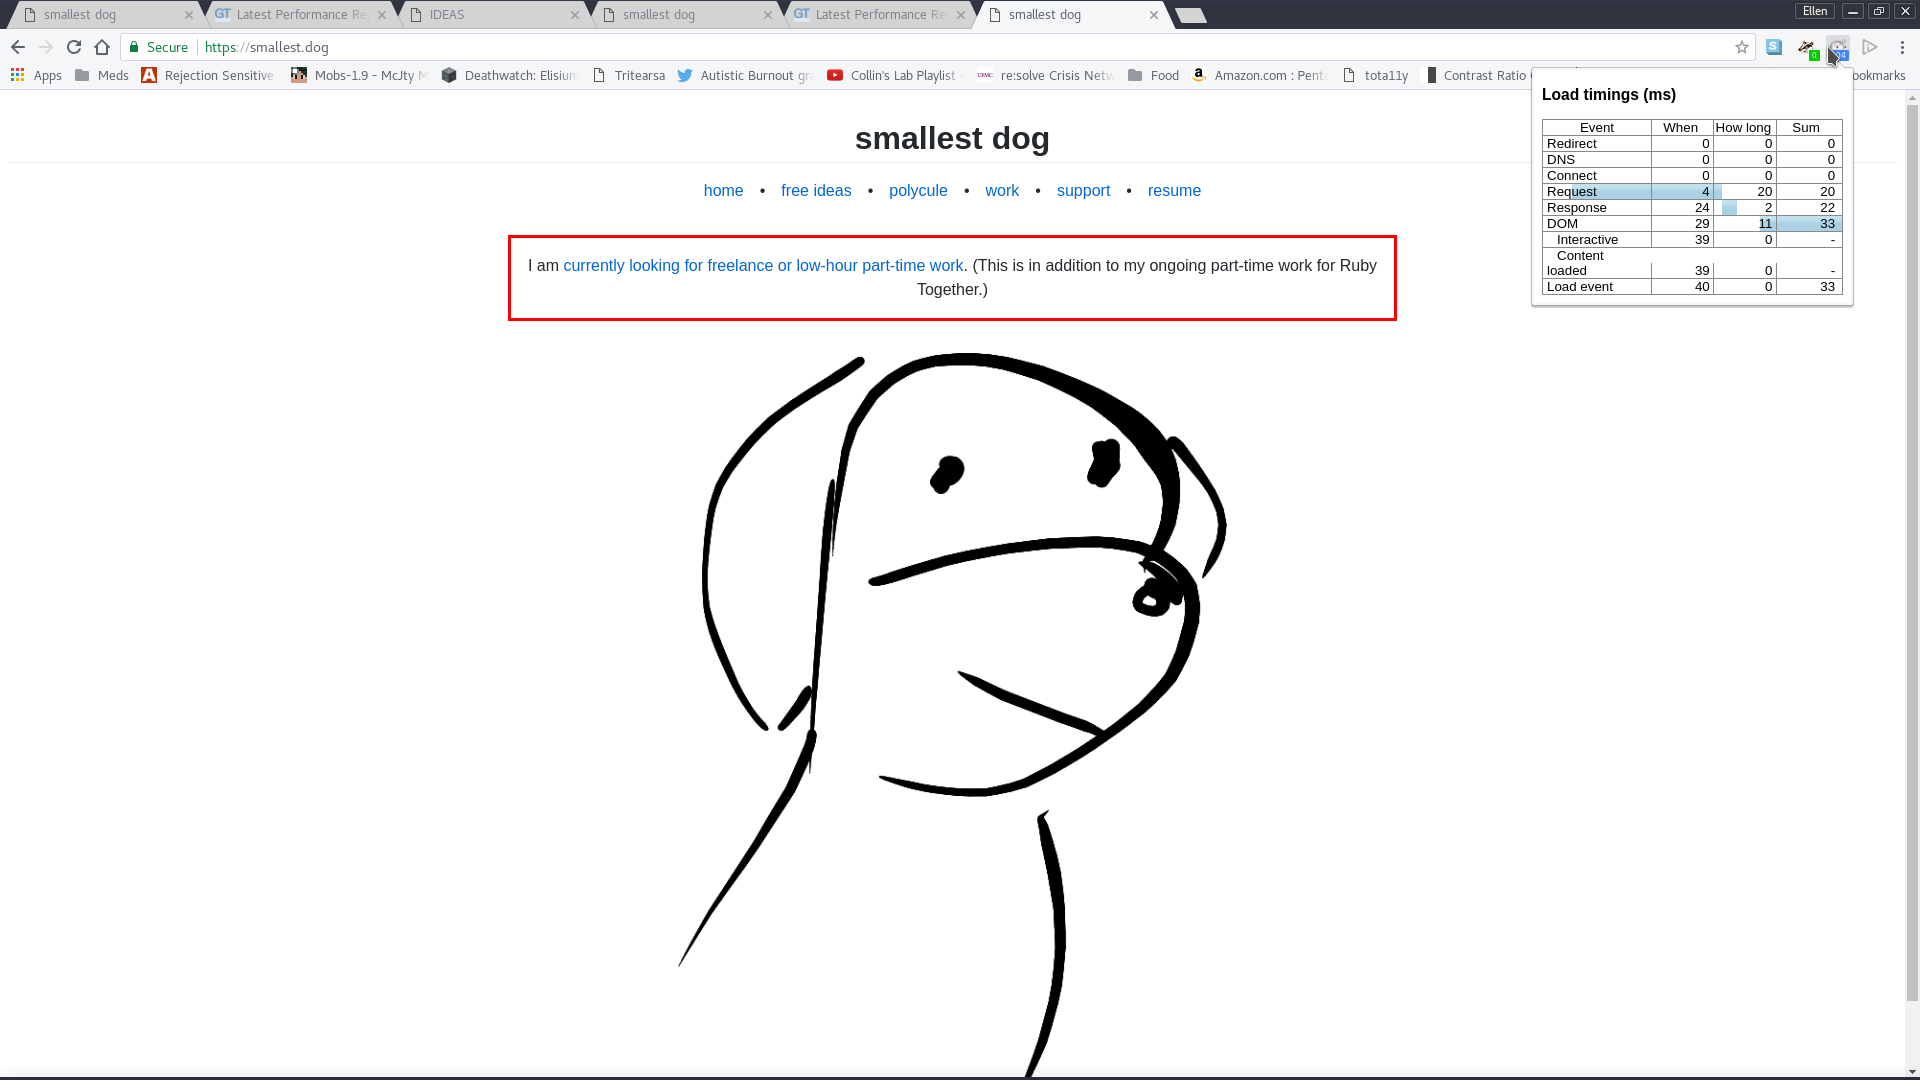 smallest dog
GT Latest Performance Re
IDEAS
smallest dog
GT Latest Performance Re
smallest dog
Ellen
Secure https://smallest.dog
0
Apps Meds Rejection Sensitive Mobs-1.9 - McJty M Deathwatch: Elisium Tritearsa Autistic Burnout gra Collin's Lab Playlist - re:solve Crisis Netw Food Amazon.com : Penta tota11y Contrast Ratio ookmarks
smallest dog
home • free ideas • polycule • work • support • resume
I am currently looking for freelance or low-hour part-time work. (This is in addition to my ongoing part-time work for Ruby
Together.)
Load timings (ms)
Event When How long Sum
Redirect 0 0 0
DNS 0 0 0
Connect 0 0 0
Request 4 20 20
Response 24 2 22
DOM 29 11 33
Interactive 39 0 -
Content
loaded 39 0 -
Load event 40 0 33